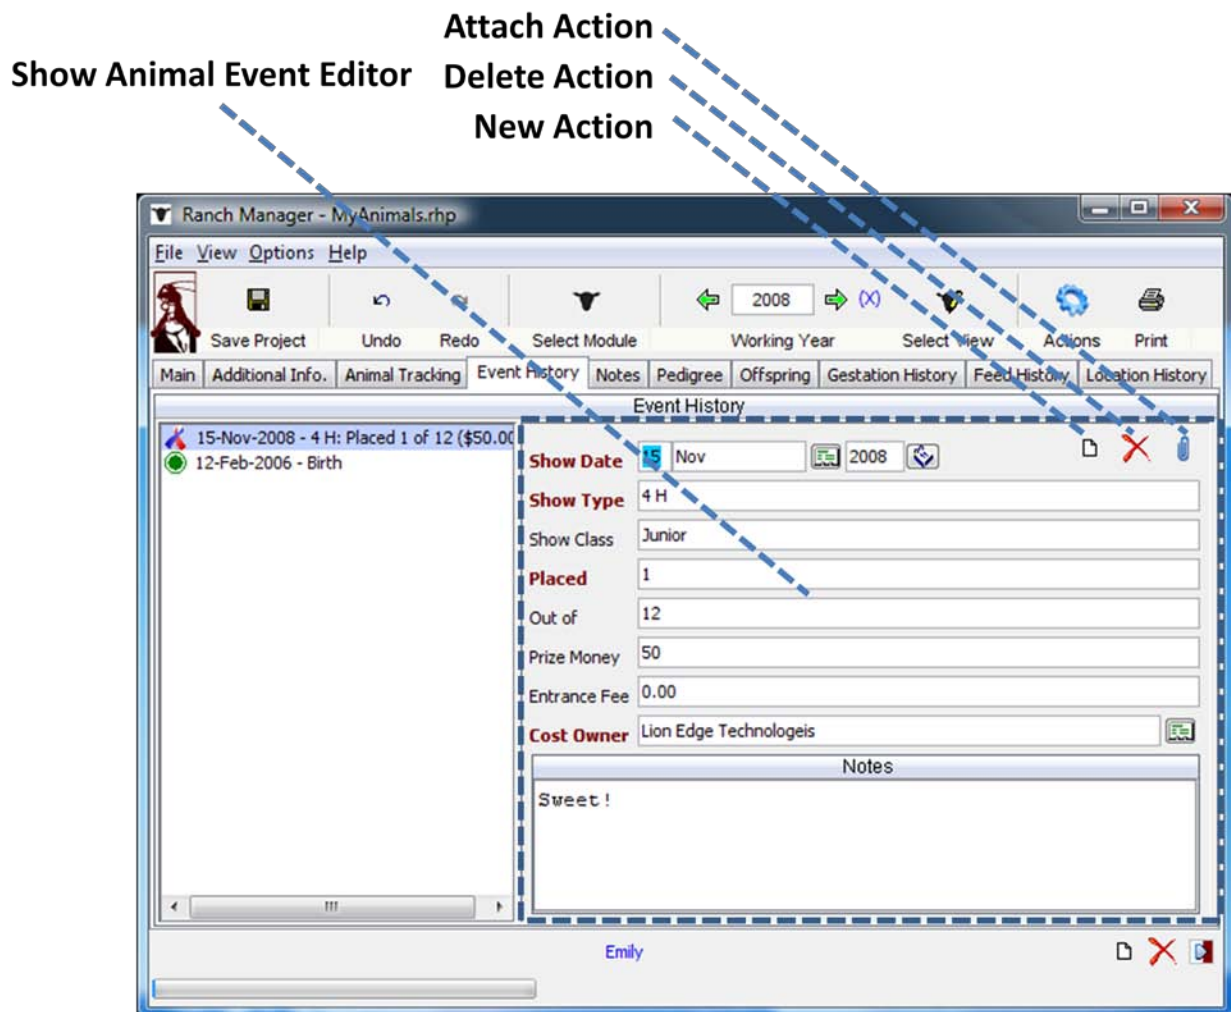 Attach Action
Show Animal Event Editor
Delete Action
New Action
Ranch Manager - MyAnimals.rhp
File View Options Help
2008 (X)
Save Project Undo Redo Select Module Working Year Select View Actions Print
Main Additional Info. Animal Tracking Event History Notes Pedigree Offspring Gestation History Feed History Location History
Event History
15-Nov-2008 - 4 H: Placed 1 of 12 ($50.00
12-Feb-2006 - Birth
Show Date 15 Nov 2008
Show Type 4 H
Show Class Junior
Placed 1
Out of 12
Prize Money 50
Entrance Fee 0.00
Cost Owner Lion Edge Technologeis
Notes
Sweet!
Emily